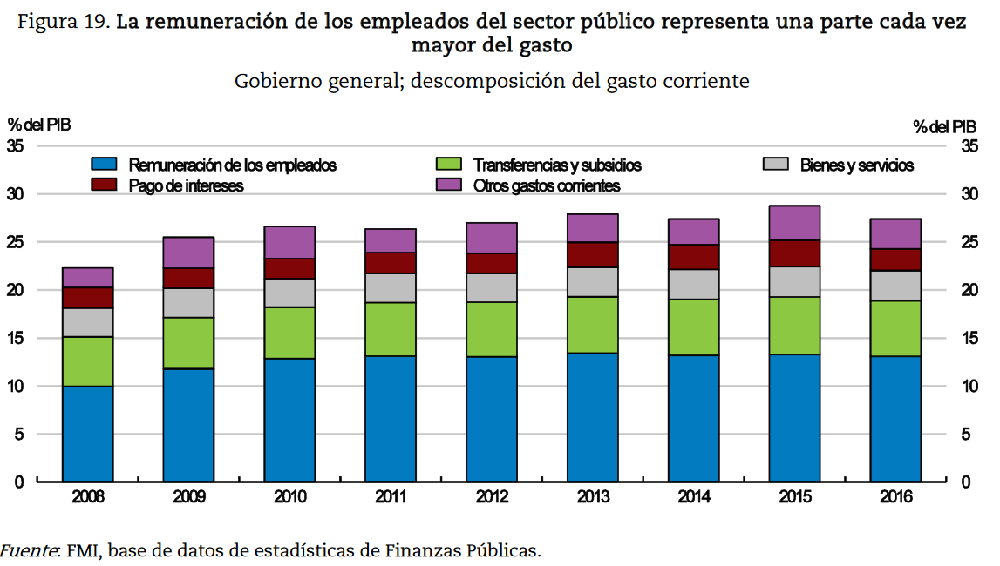 Figura 19. La remuneración de los empleados del sector público representa una parte cada vez
mayor del gasto
Gobierno general; descomposición del gasto corriente
% del PIB % del PIB
35 35
Remuneración de los empleados Transferencias y subsidios Bienes y servicios
Pago de intereses Otros gastos corrientes
30 30
25 25
20 20
15 15
10 10
5 5
0 0
2008 2009 2010 2011 2012 2013 2014 2015 2016
Fuente: FMI, base de datos de estadísticas de Finanzas Públicas.